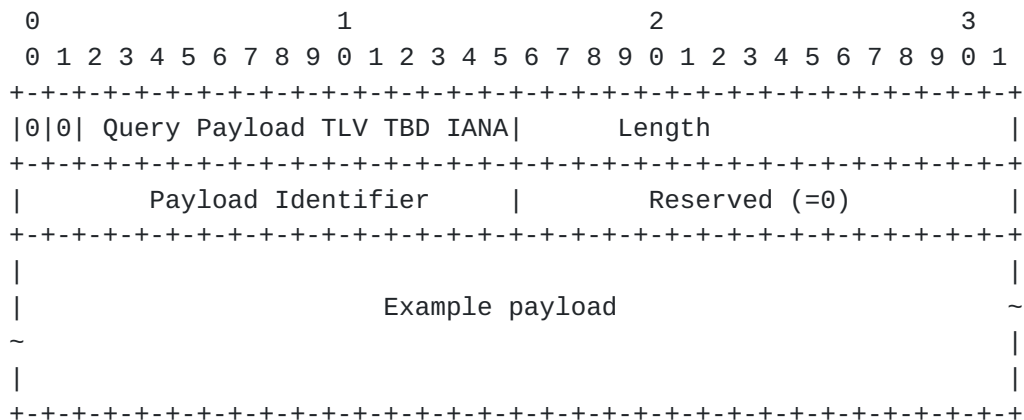 0                   1                   2                   3
 0 1 2 3 4 5 6 7 8 9 0 1 2 3 4 5 6 7 8 9 0 1 2 3 4 5 6 7 8 9 0 1
+-+-+-+-+-+-+-+-+-+-+-+-+-+-+-+-+-+-+-+-+-+-+-+-+-+-+-+-+-+-+-+-+
|0|0| Query Payload TLV TBD IANA|      Length                   |
+-+-+-+-+-+-+-+-+-+-+-+-+-+-+-+-+-+-+-+-+-+-+-+-+-+-+-+-+-+-+-+-+
|        Payload Identifier     |        Reserved (=0)          |
+-+-+-+-+-+-+-+-+-+-+-+-+-+-+-+-+-+-+-+-+-+-+-+-+-+-+-+-+-+-+-+-+
|                                                               |
|                       Example payload                         ~
~                                                               |
|                                                               |
+-+-+-+-+-+-+-+-+-+-+-+-+-+-+-+-+-+-+-+-+-+-+-+-+-+-+-+-+-+-+-+-+